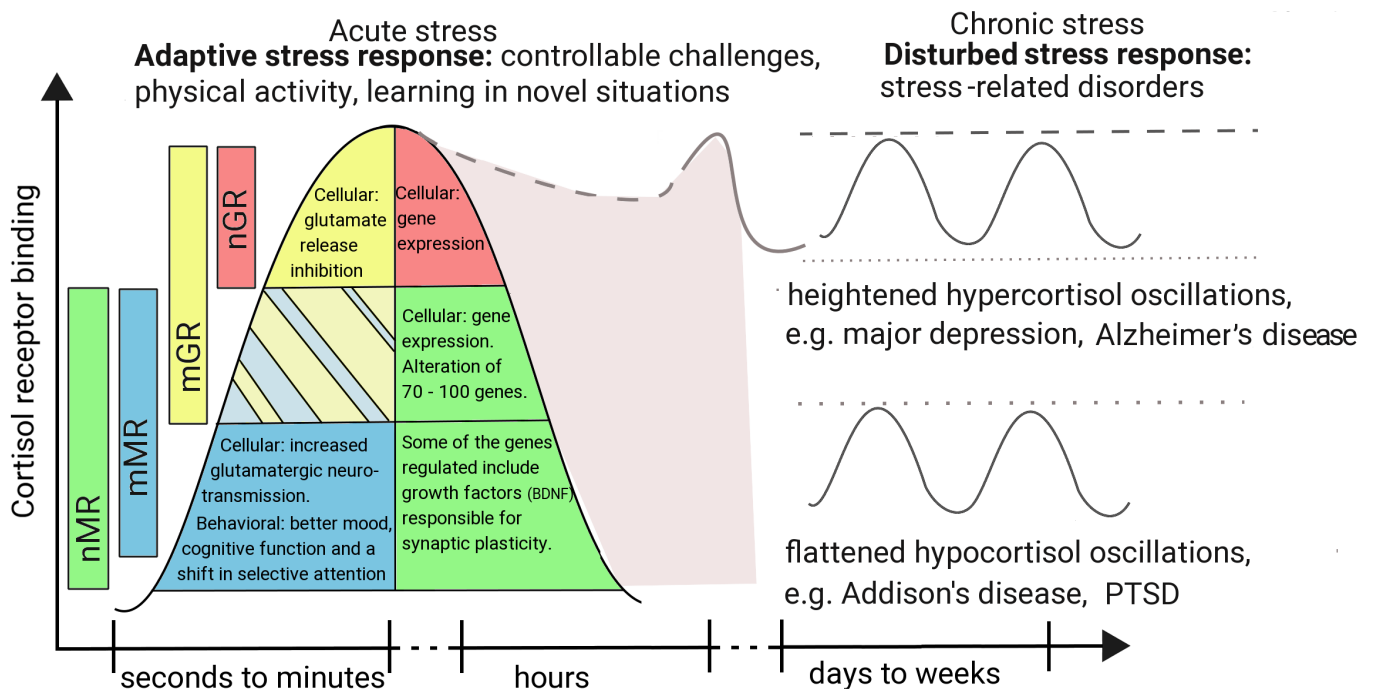 Acute stress
Adaptive stress response: controllable challenges,
physical activity, learning in novel situations
Chronic stress
Disturbed stress response:
stress-related disorders
Cortisol receptor binding
nMR
mMR
mGR
nGR
Cellular:
glutamate
release
inhibition
Cellular:
gene
expression
Cellular: gene
expression.
Alteration of
70 - 100 genes.
Cellular: increased
glutamatergic neuro-
transmission.
Behavioral: better mood,
cognitive function and a
shift in selective attention
Some of the genes
regulated include
growth factors (BDNF)
responsible for
synaptic plasticity.
heightened hypercortisol oscillations,
e.g. major depression, Alzheimer's disease
flattened hypocortisol oscillations,
e.g. Addison's disease, PTSD
seconds to minutes
hours
days to weeks